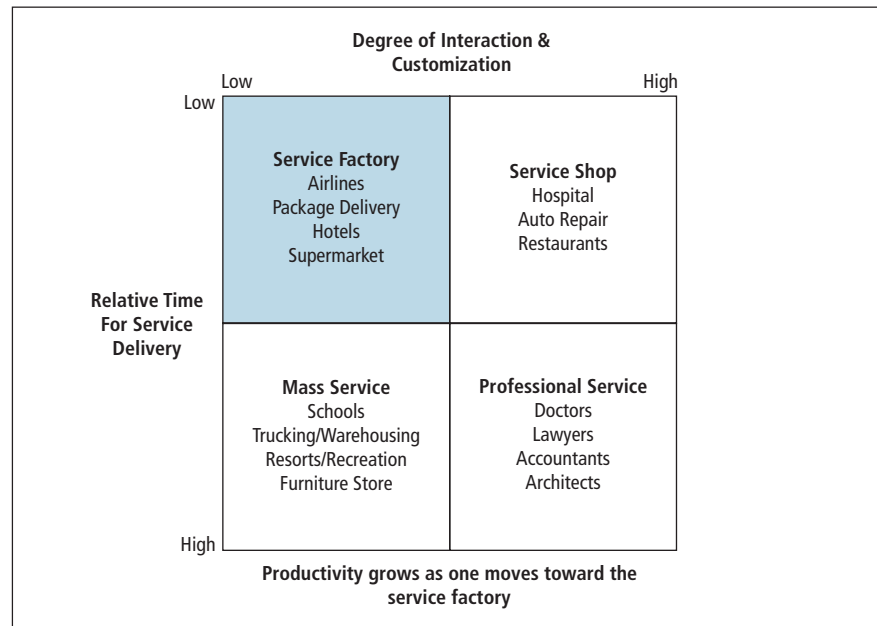 Degree of Interaction &
Customization
Low
High
Low
Service Factory
Airlines
Package Delivery
Hotels
Supermarket
Service Shop
Hospital
Auto Repair
Restaurants
Relative Time
For Service
Delivery
Mass Service
Schools
Trucking/Warehousing
Resorts/Recreation
Furniture Store
Professional Service
Doctors
Lawyers
Accountants
Architects
High
Productivity grows as one moves toward the
service factory